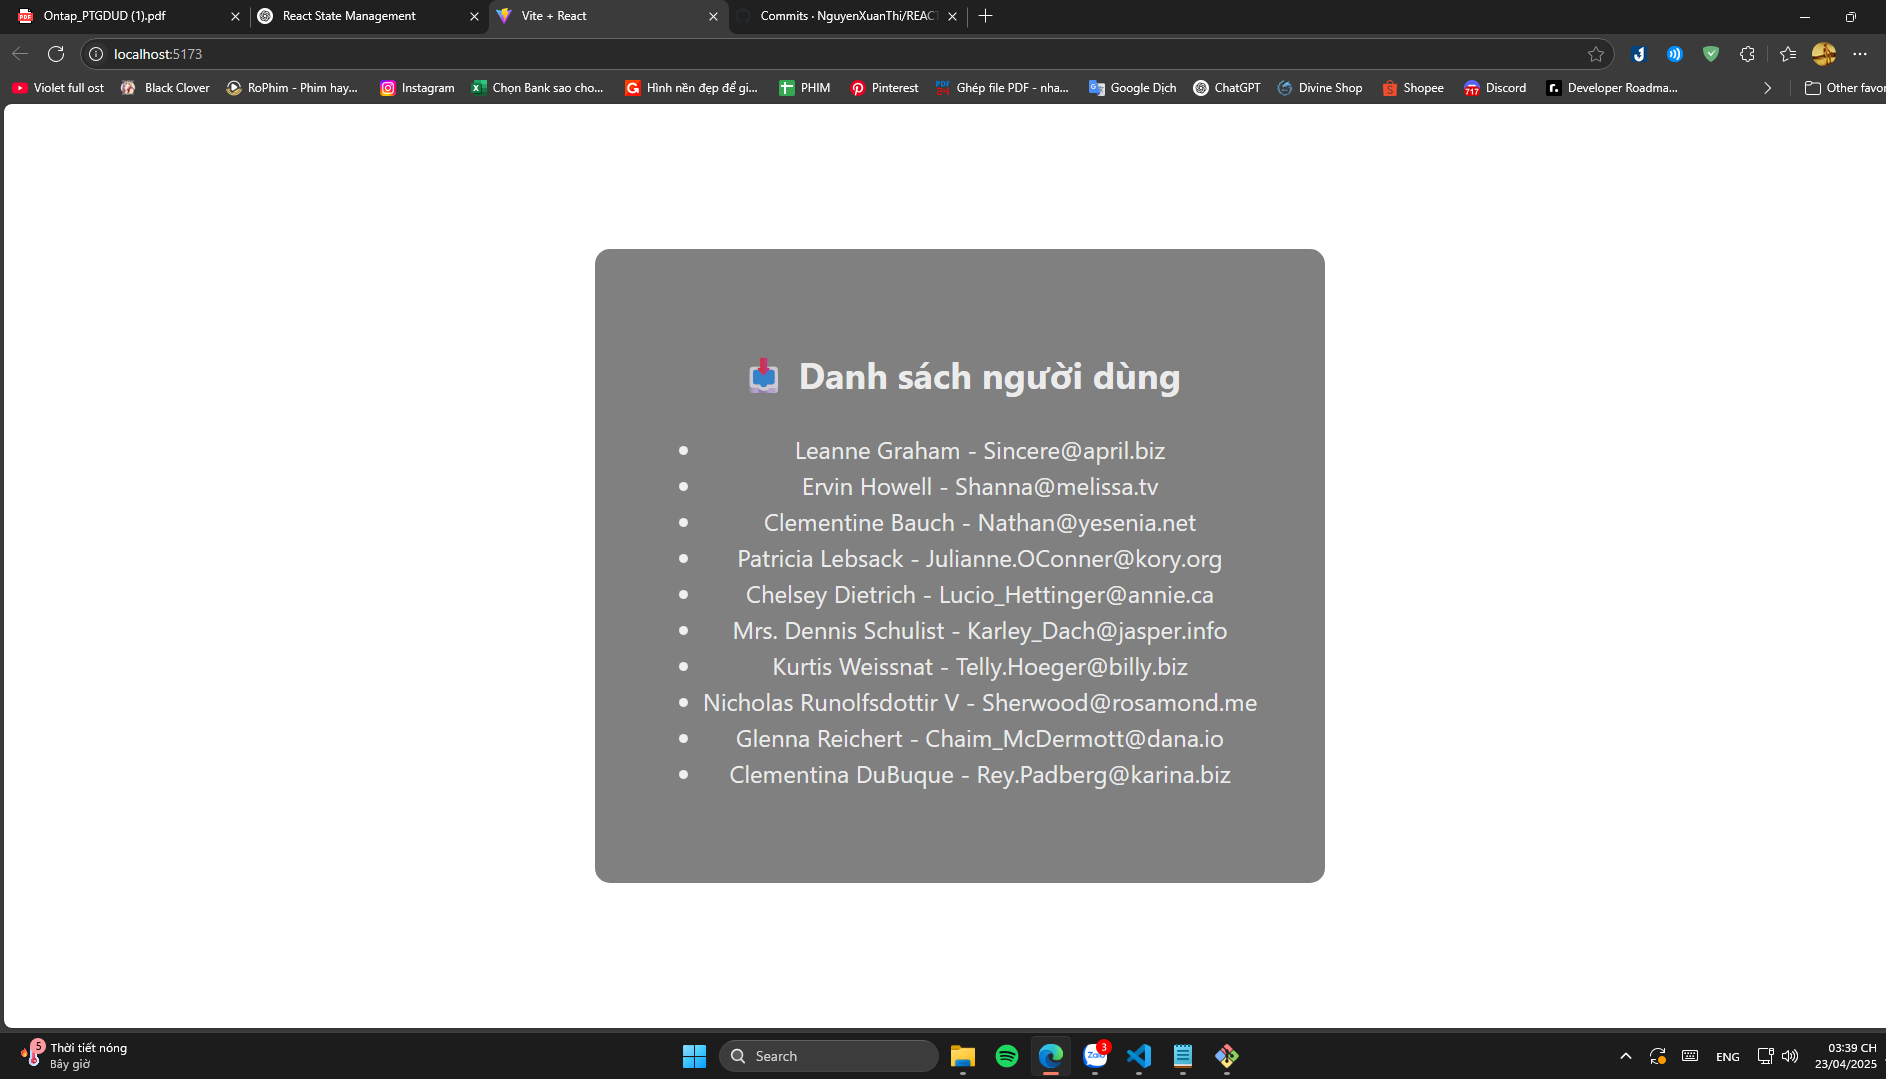 Ontap_PTGDUD (1).pdf
React State Management
Vite + React
Commits · NguyenXuanThi/REACT
localhost:5173
Violet full ost
Black Clover
RoPhim - Phim hay...
Instagram
Chọn Bank sao cho...
Hình nền đẹp để gi...
PHIM
Pinterest
Ghép file PDF - nha...
Google Dịch
ChatGPT
Divine Shop
Shopee
Discord
Developer Roadma...
Other favor
Danh sách người dùng
Leanne Graham - Sincere@april.biz
Ervin Howell - Shanna@melissa.tv
Clementine Bauch - Nathan@yesenia.net
Patricia Lebsack - Julianne.OConner@kory.org
Chelsey Dietrich - Lucio_Hettinger@annie.ca
Mrs. Dennis Schulist - Karley_Dach@jasper.info
Kurtis Weissnat - Telly.Hoeger@billy.biz
Nicholas Runolfsdottir V - Sherwood@rosamond.me
Glenna Reichert - Chaim_McDermott@dana.io
Clementina DuBuque - Rey.Padberg@karina.biz
5
Thời tiết nóng
Bây giờ
Search
Zalo
3
ENG
03:39 CH
23/04/2025